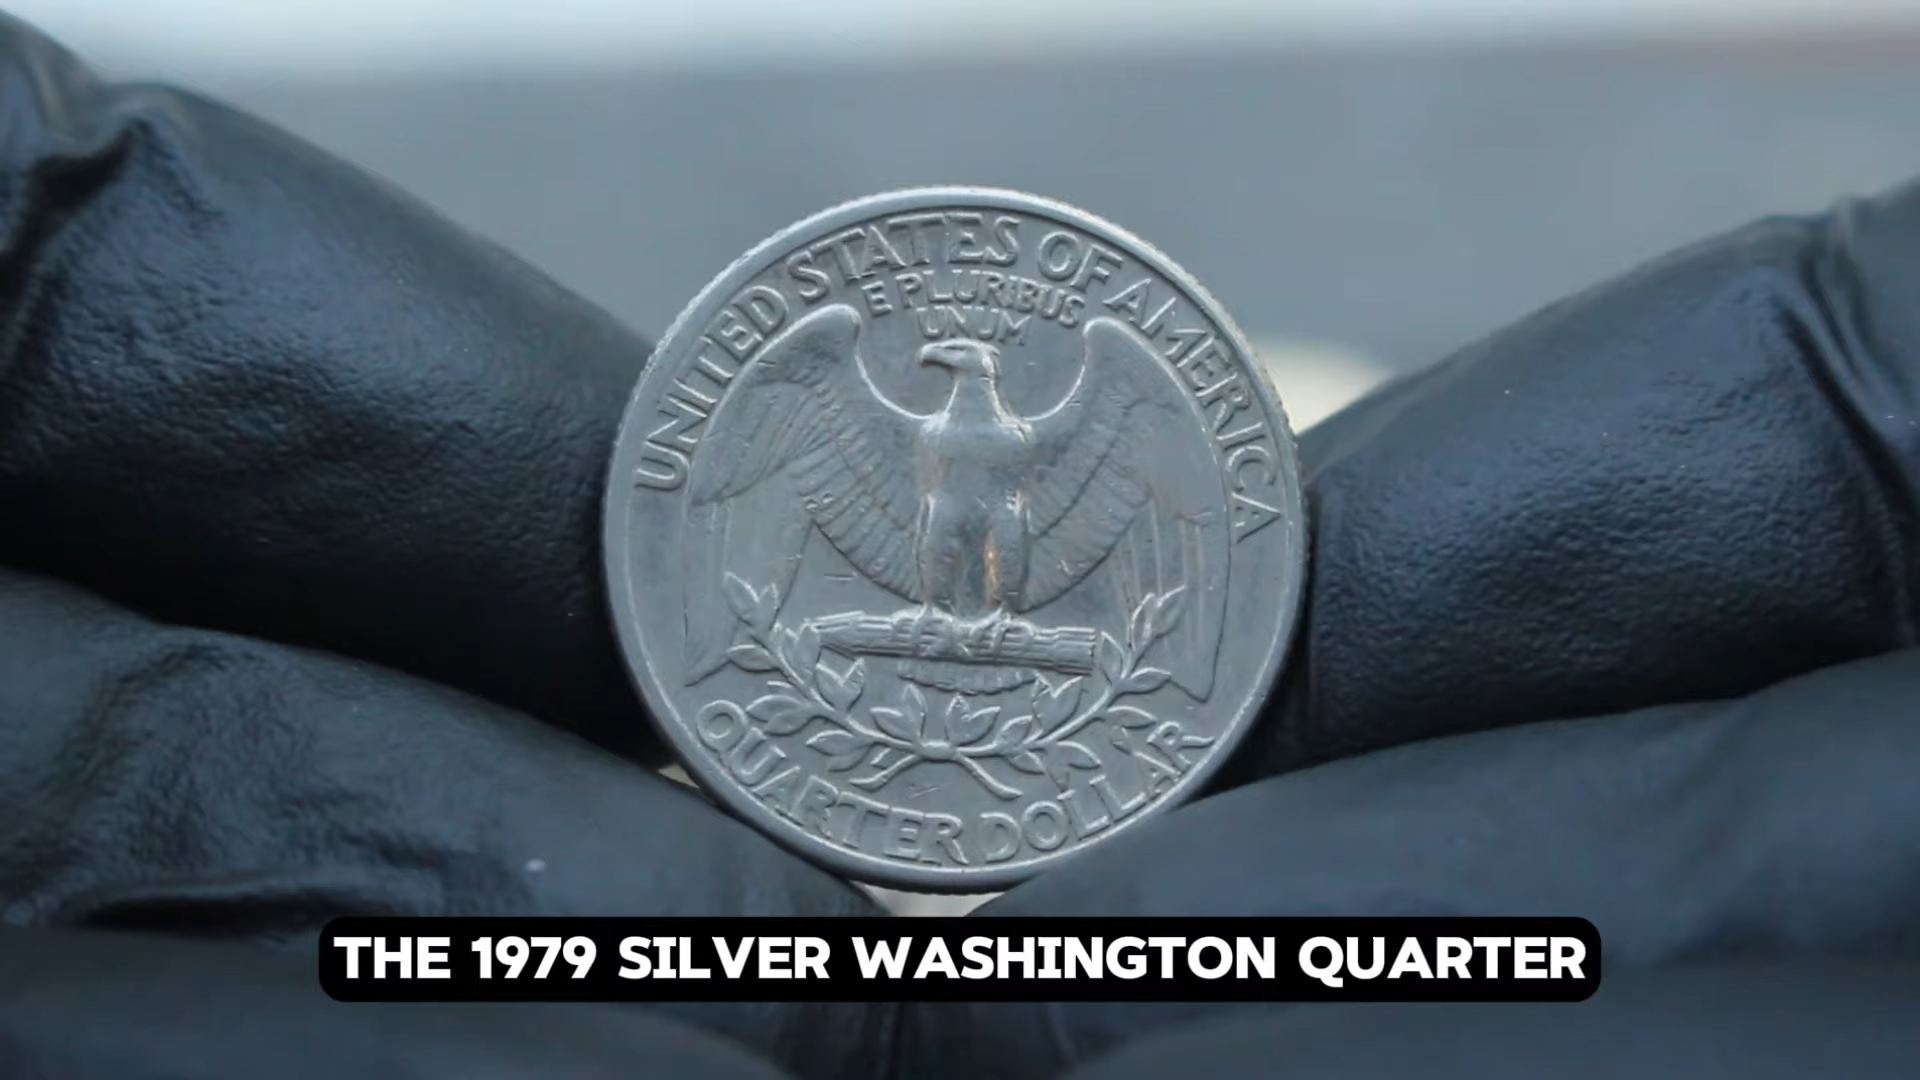 UNITED STATES OF AMERICA
E PLURIBUS
UNUM
QUARTER DOLLAR
THE 1979 SILVER WASHINGTON QUARTER